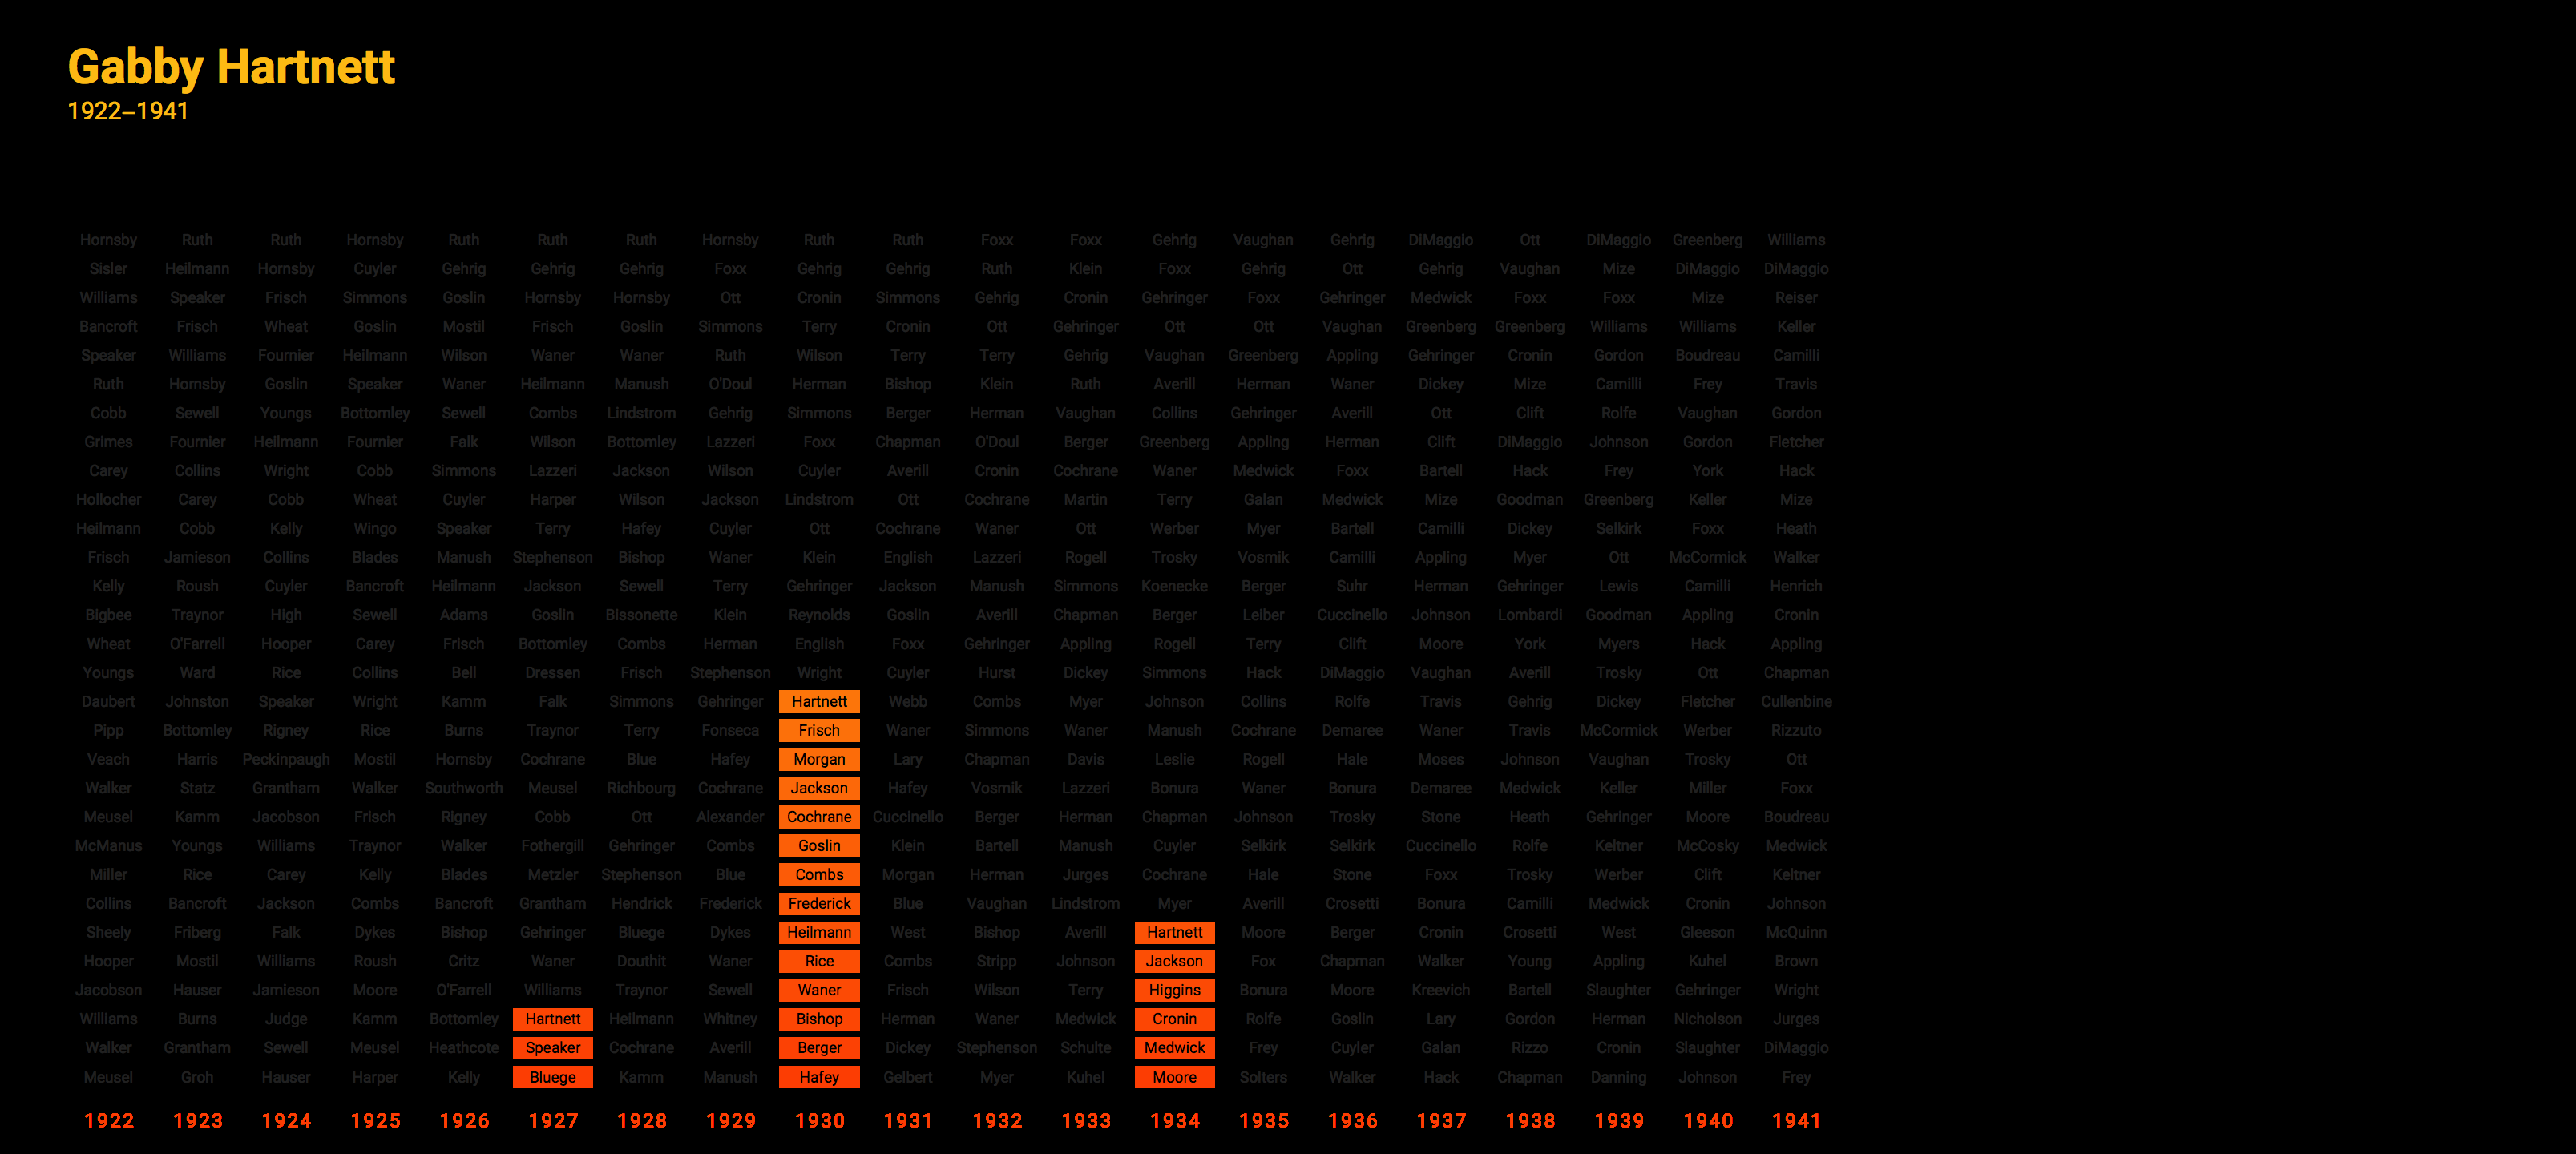 Gabby Hartnett
1922–1941
Hornsby Ruth Ruth Hornsby Ruth Ruth Ruth Hornsby Ruth Ruth Foxx Foxx Gehrig Vaughan Gehrig DiMaggio Ott DiMaggio Greenberg Williams
Sisler Heilmann Hornsby Cuyler Gehrig Gehrig Gehrig Foxx Gehrig Gehrig Ruth Klein Foxx Gehrig Ott Gehrig Vaughan Mize DiMaggio DiMaggio
Williams Speaker Frisch Simmons Goslin Hornsby Hornsby Ott Cronin Simmons Gehrig Cronin Gehringer Foxx Gehringer Medwick Foxx Foxx Mize Reiser
Bancroft Frisch Wheat Goslin Mostil Frisch Goslin Simmons Terry Cronin Ott Gehringer Ott Ott Vaughan Greenberg Greenberg Williams Williams Keller
Speaker Williams Fournier Heilmann Wilson Waner Waner Ruth Wilson Terry Terry Gehrig Vaughan Greenberg Appling Gehringer Cronin Gordon Boudreau Camilli
Ruth Hornsby Goslin Speaker Waner Heilmann Manush O'Doul Herman Bishop Klein Ruth Averill Herman Waner Dickey Mize Camilli Frey Travis
Cobb Sewell Youngs Bottomley Sewell Combs Lindstrom Gehrig Simmons Berger Herman Vaughan Collins Gehringer Averill Ott Clift Rolfe Vaughan Gordon
Grimes Fournier Heilmann Fournier Falk Wilson Bottomley Lazzeri Foxx Chapman O'Doul Berger Greenberg Appling Herman Clift DiMaggio Johnson Gordon Fletcher
Carey Collins Wright Cobb Simmons Lazzeri Jackson Wilson Cuyler Averill Cronin Cochrane Waner Medwick Foxx Bartell Hack Frey York Hack
Hollocher Carey Cobb Wheat Cuyler Harper Wilson Jackson Lindstrom Ott Cochrane Martin Terry Galan Medwick Mize Goodman Greenberg Keller Mize
Heilmann Cobb Kelly Wingo Speaker Terry Hafey Cuyler Ott Cochrane Waner Ott Werber Myer Bartell Camilli Dickey Selkirk Foxx Heath
Frisch Jamieson Collins Blades Manush Stephenson Bishop Waner Klein English Lazzeri Rogell Trosky Vosmik Camilli Appling Myer Ott McCormick Walker
Kelly Roush Cuyler Bancroft Heilmann Jackson Sewell Terry Gehringer Jackson Manush Simmons Koenecke Berger Suhr Herman Gehringer Lewis Camilli Henrich
Bigbee Traynor High Sewell Adams Goslin Bissonette Klein Reynolds Goslin Averill Chapman Berger Leiber Cuccinello Johnson Lombardi Goodman Appling Cronin
Wheat O'Farrell Hooper Carey Frisch Bottomley Combs Herman English Foxx Gehringer Appling Rogell Terry Clift Moore York Myers Hack Appling
Youngs Ward Rice Collins Bell Dressen Frisch Stephenson Wright Cuyler Hurst Dickey Simmons Hack DiMaggio Vaughan Averill Trosky Ott Chapman
Daubert Johnston Speaker Wright Kamm Falk Simmons Gehringer Hartnett Webb Combs Myer Johnson Collins Rolfe Travis Gehrig Dickey Fletcher Cullenbine
Pipp Bottomley Rigney Rice Burns Traynor Terry Fonseca Frisch Waner Simmons Waner Manush Cochrane Demaree Waner Travis McCormick Werber Rizzuto
Veach Harris Peckinpaugh Mostil Hornsby Cochrane Blue Hafey Morgan Lary Chapman Davis Leslie Rogell Hale Moses Johnson Vaughan Trosky Ott
Walker Statz Grantham Walker Southworth Meusel Richbourg Cochrane Jackson Hafey Vosmik Lazzeri Bonura Waner Bonura Demaree Medwick Keller Miller Foxx
Meusel Kamm Jacobson Frisch Rigney Cobb Ott Alexander Cochrane Cuccinello Berger Herman Chapman Johnson Trosky Stone Heath Gehringer Moore Boudreau
McManus Youngs Williams Traynor Walker Fothergill Gehringer Combs Goslin Klein Bartell Manush Cuyler Selkirk Selkirk Cuccinello Rolfe Keltner McCosky Medwick
Miller Rice Carey Kelly Blades Metzler Stephenson Blue Combs Morgan Herman Jurges Cochrane Hale Stone Foxx Trosky Werber Clift Keltner
Collins Bancroft Jackson Combs Bancroft Grantham Hendrick Frederick Frederick Blue Vaughan Lindstrom Myer Averill Crosetti Bonura Camilli Medwick Cronin Johnson
Sheely Friberg Falk Dykes Bishop Gehringer Bluege Dykes Heilmann West Bishop Averill Hartnett Moore Berger Cronin Crosetti West Gleeson McQuinn
Hooper Mostil Williams Roush Critz Waner Douthit Waner Rice Combs Stripp Johnson Jackson Fox Chapman Walker Young Appling Kuhel Brown
Jacobson Hauser Jamieson Moore O'Farrell Williams Traynor Sewell Waner Frisch Wilson Terry Higgins Bonura Moore Kreevich Bartell Slaughter Gehringer Wright
Williams Burns Judge Kamm Bottomley Hartnett Heilmann Whitney Bishop Herman Waner Medwick Cronin Rolfe Goslin Lary Gordon Herman Nicholson Jurges
Walker Grantham Sewell Meusel Heathcote Speaker Cochrane Averill Berger Dickey Stephenson Schulte Medwick Frey Cuyler Galan Rizzo Cronin Slaughter DiMaggio
Meusel Groh Hauser Harper Kelly Bluege Kamm Manush Hafey Gelbert Myer Kuhel Moore Solters Walker Hack Chapman Danning Johnson Frey
1922 1923 1924 1925 1926 1927 1928 1929 1930 1931 1932 1933 1934 1935 1936 1937 1938 1939 1940 1941